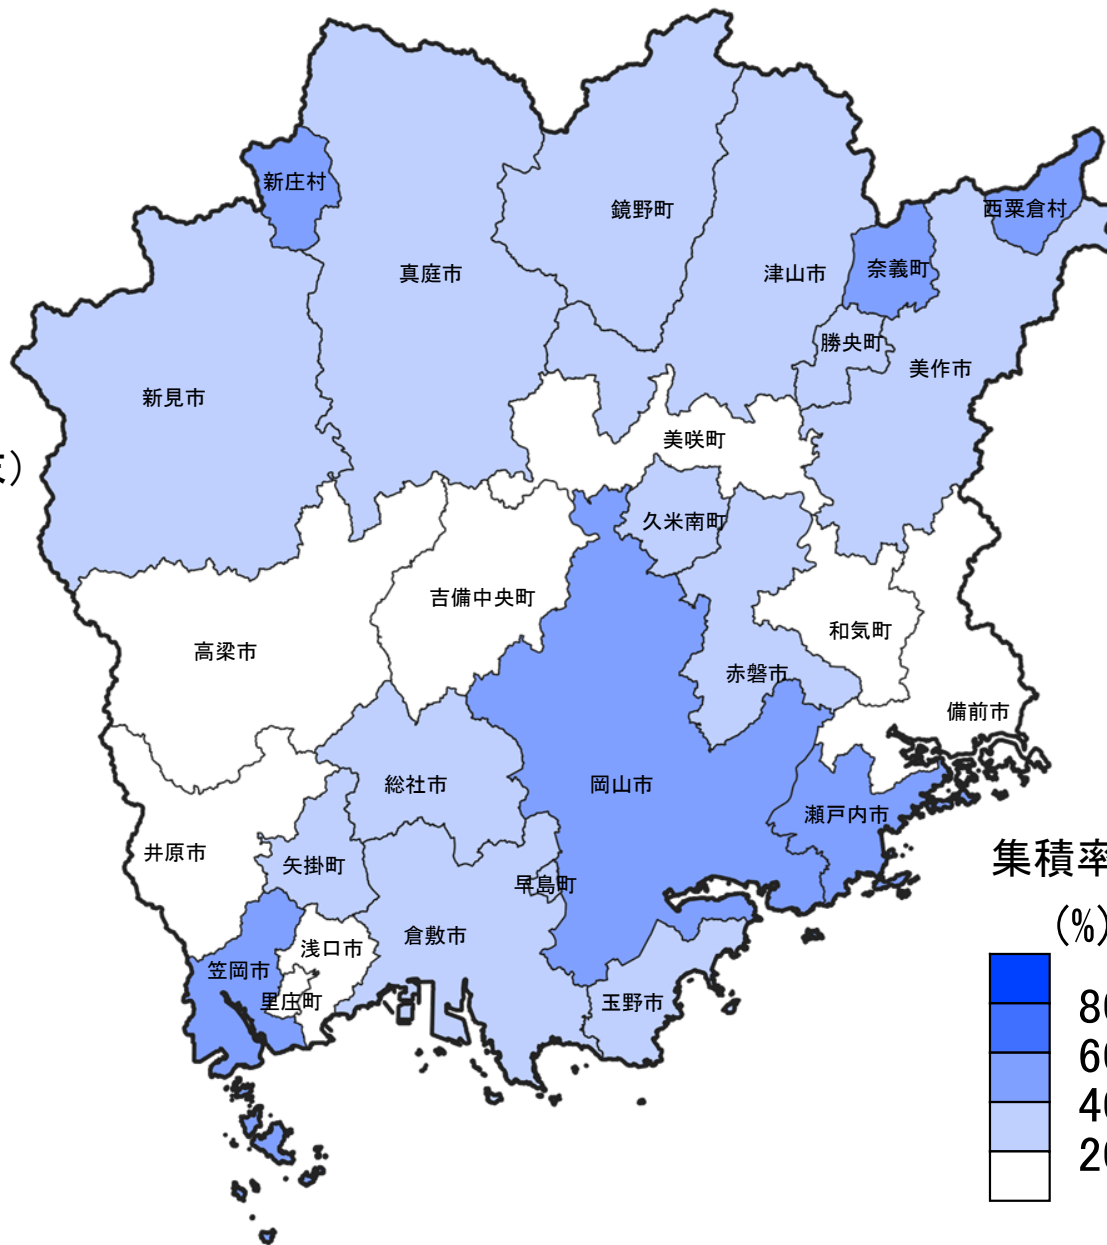 新庄村
西粟倉村
鏡野町
奈義町
真庭市
津山市
勝央町
美作市
新見市
美咲町
久米南町
吉備中央町
和気町
高梁市
赤磐市
備前市
総社市
岡山市
瀬戸内市
井原市
矢掛町
早島町
集積率
(%)
倉敷市
浅口市
笠岡市
里庄町
玉野市
80
60
40
20